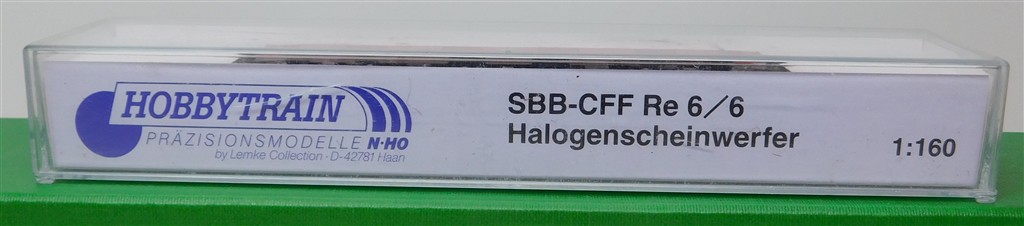 HOBBYTRAIN
PRÄZISIONSMODELLE N·HO
by Lemke Collection · D-42781 Haan
SBB-CFF Re 6/6
Halogenscheinwerfer
1:160